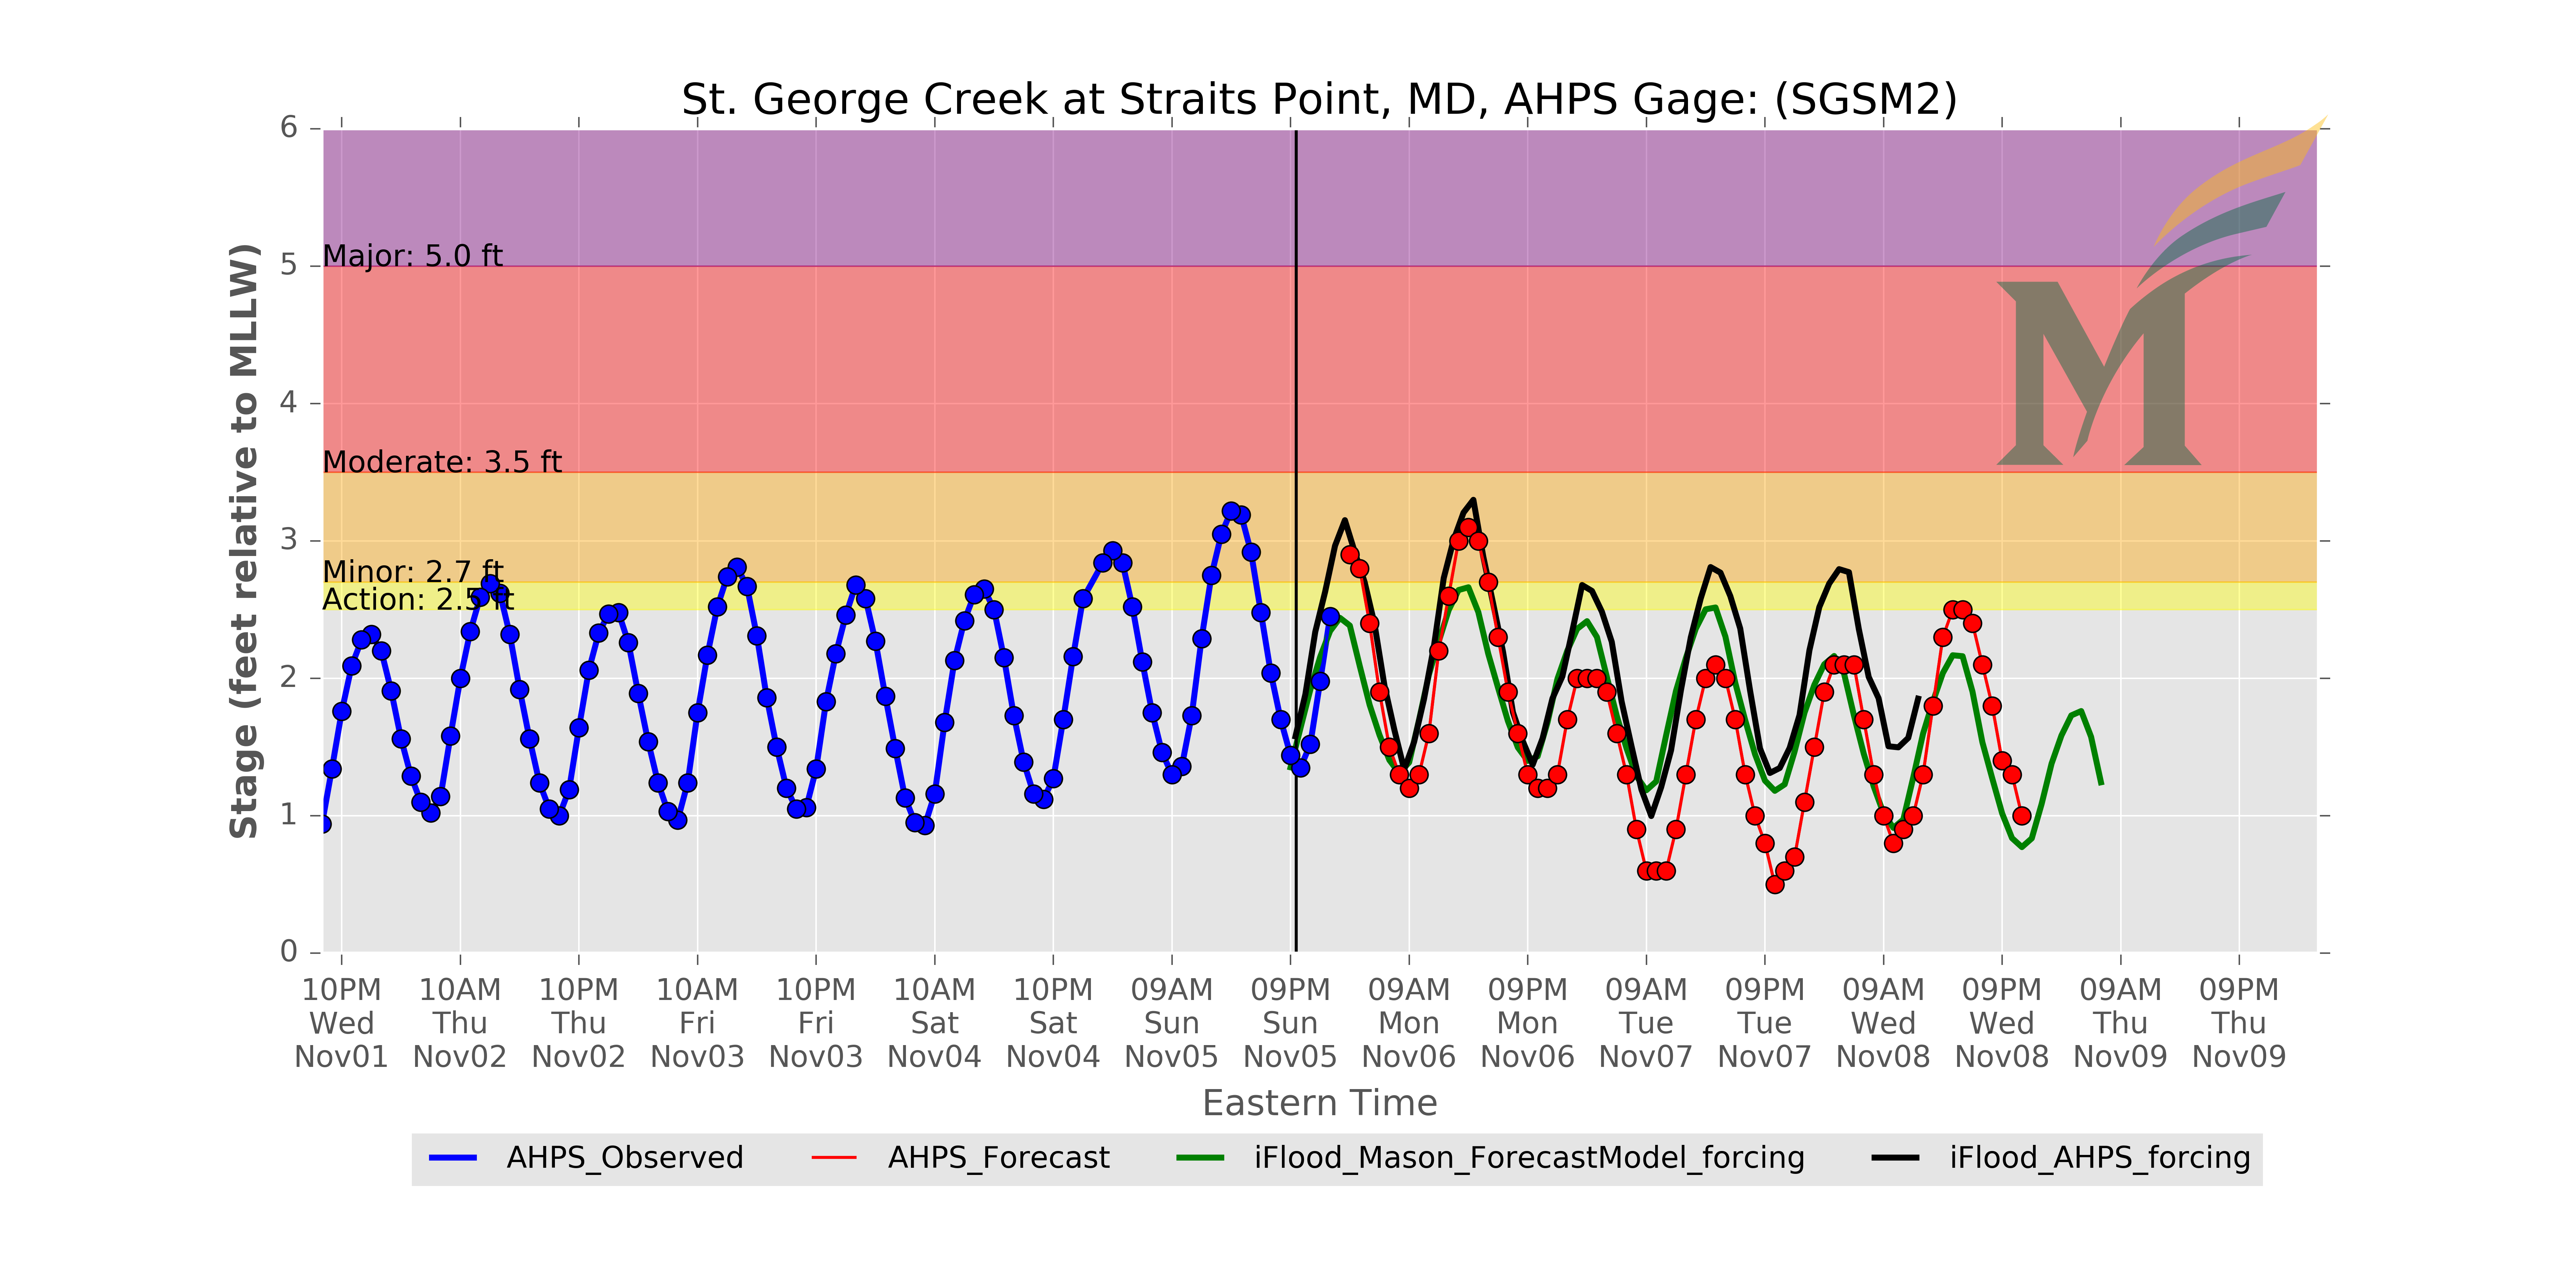 St. George Creek at Straits Point, MD, AHPS Gage: (SGSM2)
Stage (feet relative to MLLW)
6
5
4
3
2
1
0
Major: 5.0 ft
Moderate: 3.5 ft
Minor: 2.7 ft
Action: 2.5 ft
M
10PM 10AM 10PM 10AM 10PM 10AM 10PM 09AM 09PM 09AM 09PM 09AM 09PM 09AM 09PM 09AM 09PM
Wed Thu Thu Fri Fri Sat Sat Sun Sun Mon Mon Tue Tue Wed Wed Thu Thu
Nov01 Nov02 Nov02 Nov03 Nov03 Nov04 Nov04 Nov05 Nov05 Nov06 Nov06 Nov07 Nov07 Nov08 Nov08 Nov09 Nov09
Eastern Time
AHPS_Observed AHPS_Forecast iFlood_Mason_ForecastModel_forcing iFlood_AHPS_forcing